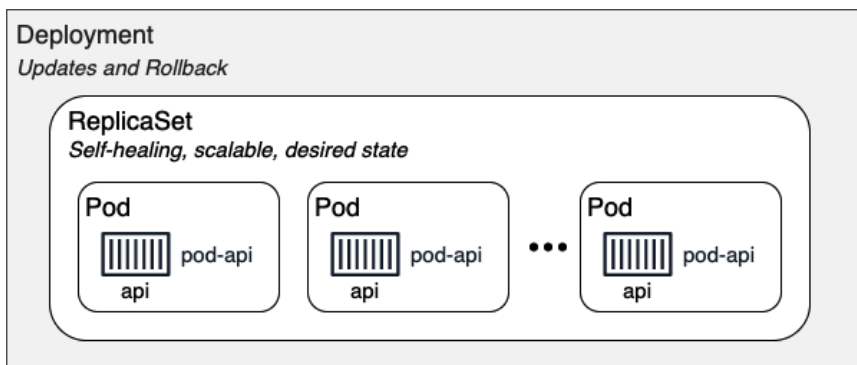 Deployment
Updates and Rollback
ReplicaSet
Self-healing, scalable, desired state
Pod
pod-api
api
Pod
pod-api
api
Pod
pod-api
api